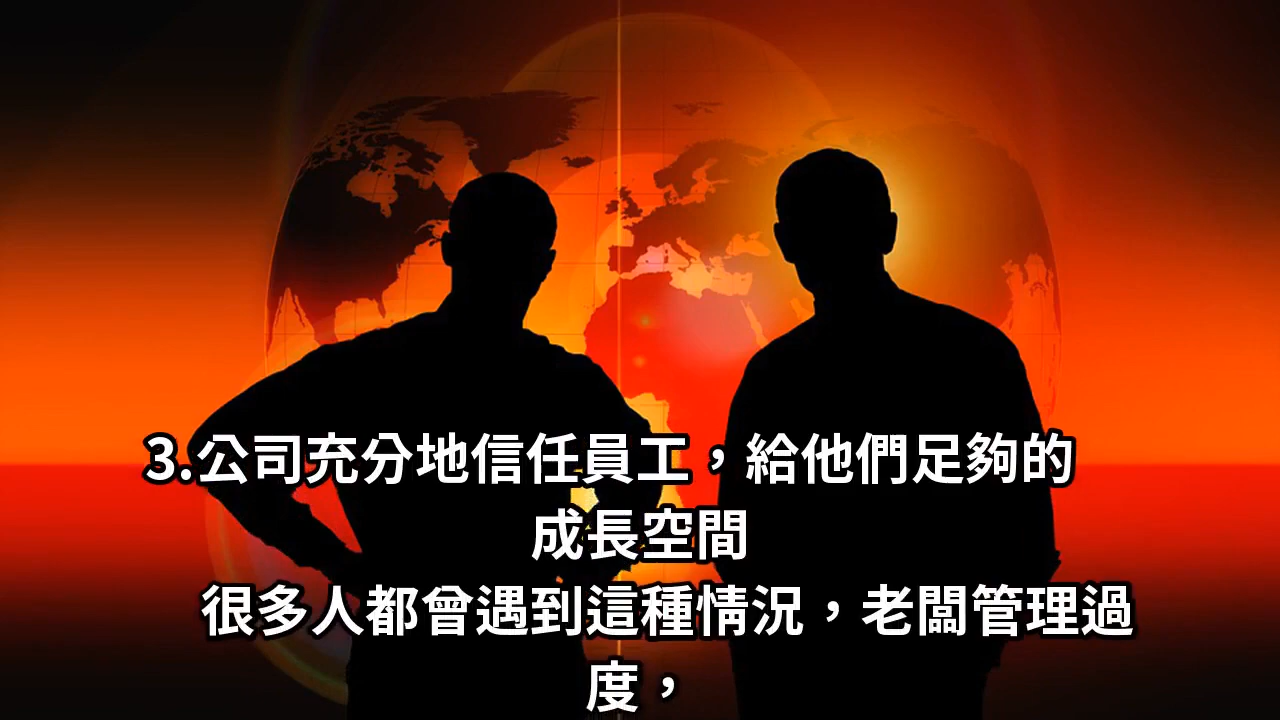 3.公司充分地信任員工，給他們足夠的
成長空間
很多人都曾遇到這種情況，老闆管理過
度，